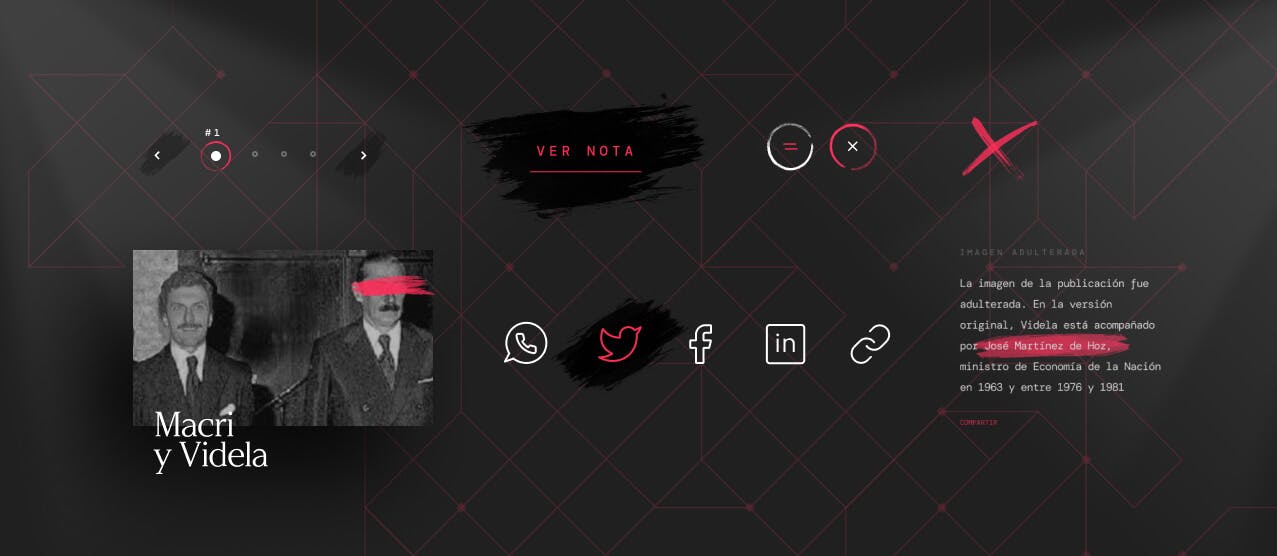 #1
VER NOTA
IMAGEN ADULTERADA
La imagen de la publicación fue
adulterada. En la versión
original, Videla está acompañado
por José Martínez de Hoz,
ministro de Economía de la Nación
en 1963 y entre 1976 y 1981
COMPARTIR
in
Macri
y Videla